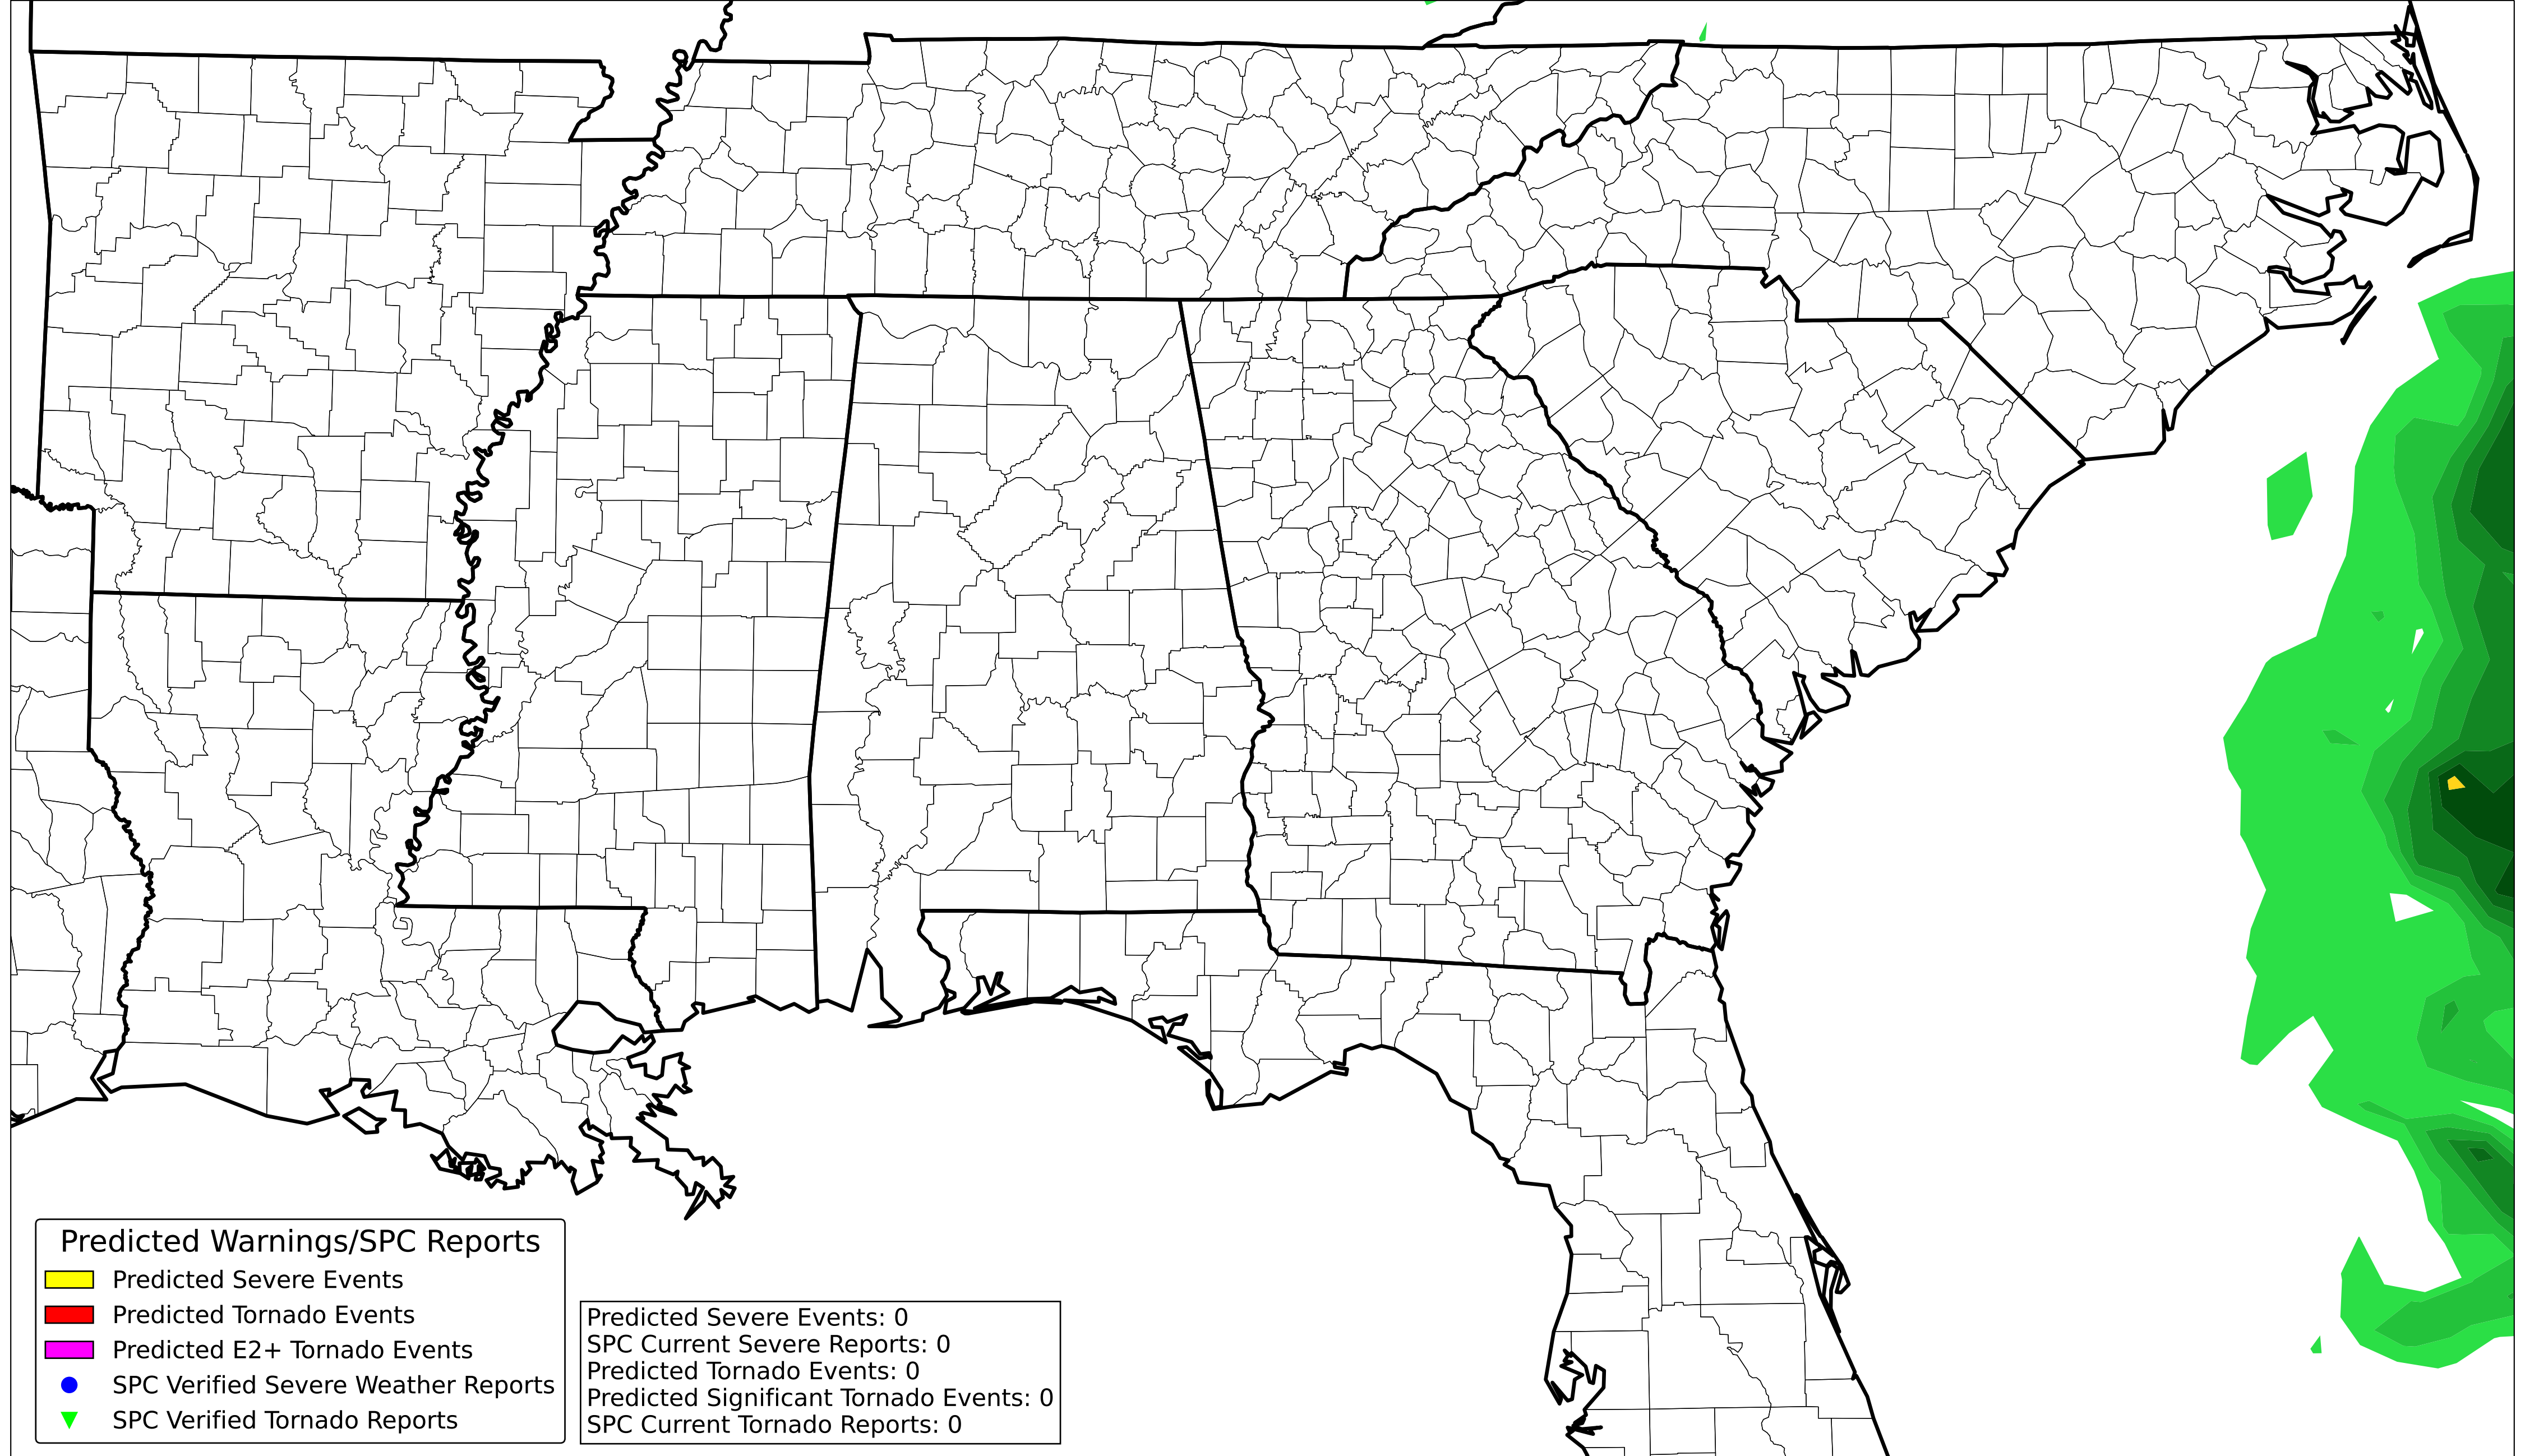 Predicted Warnings/SPC Reports
Predicted Severe Events
Predicted Tornado Events
Predicted E2+ Tornado Events
SPC Verified Severe Weather Reports
SPC Verified Tornado Reports
Predicted Severe Events: 0
SPC Current Severe Reports: 0
Predicted Tornado Events: 0
Predicted Significant Tornado Events: 0
SPC Current Tornado Reports: 0